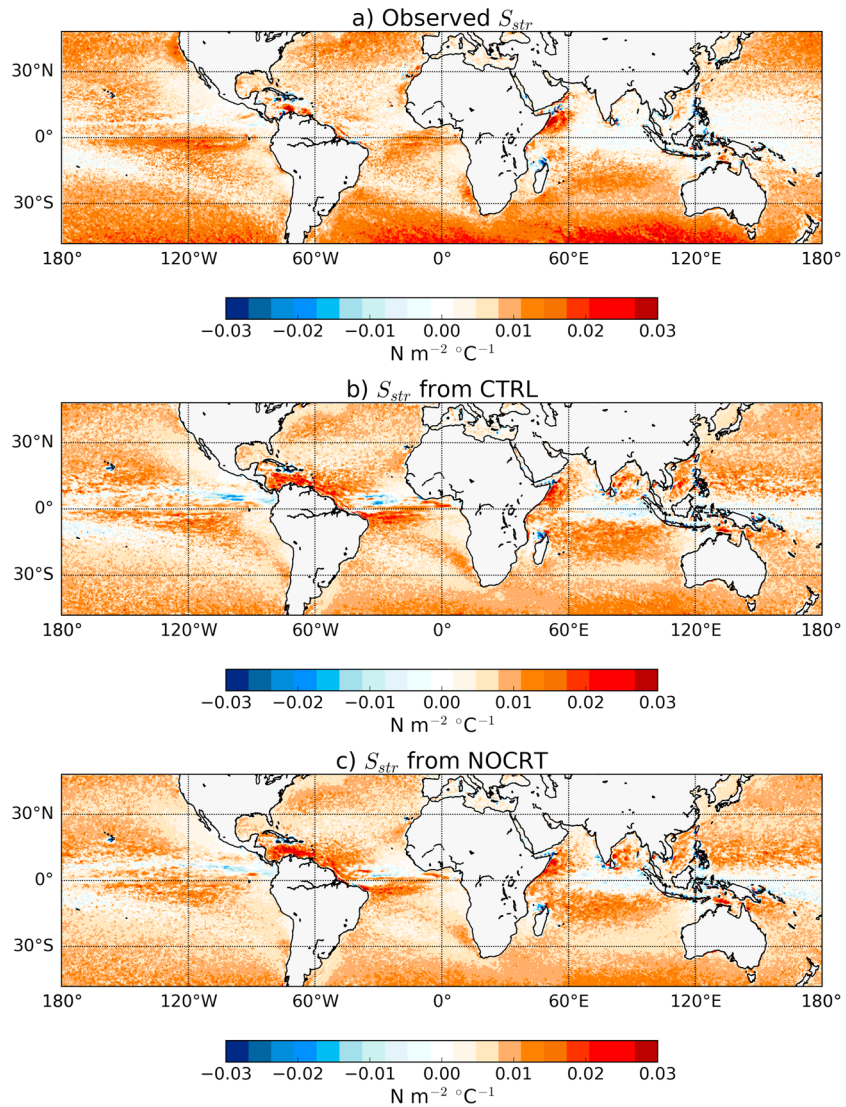 a) Observed S_str
30°N
0°
30°S
180° 120°W 60°W 0° 60°E 120°E 180°
−0.03 −0.02 −0.01 0.00 0.01 0.02 0.03
N m⁻² °C⁻¹
b) S_str from CTRL
30°N
0°
30°S
180° 120°W 60°W 0° 60°E 120°E 180°
−0.03 −0.02 −0.01 0.00 0.01 0.02 0.03
N m⁻² °C⁻¹
c) S_str from NOCRT
30°N
0°
30°S
180° 120°W 60°W 0° 60°E 120°E 180°
−0.03 −0.02 −0.01 0.00 0.01 0.02 0.03
N m⁻² °C⁻¹